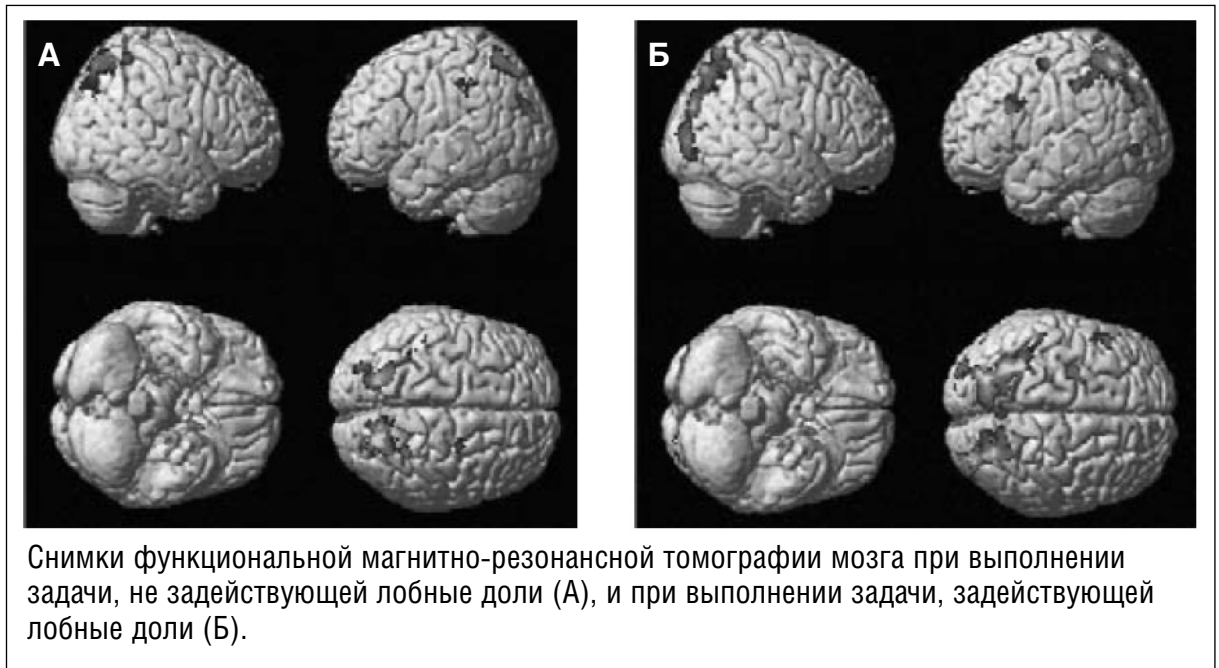 А
Б
Снимки функциональной магнитно-резонансной томографии мозга при выполнении
задачи, не задействующей лобные доли (А), и при выполнении задачи, задействующей
лобные доли (Б).